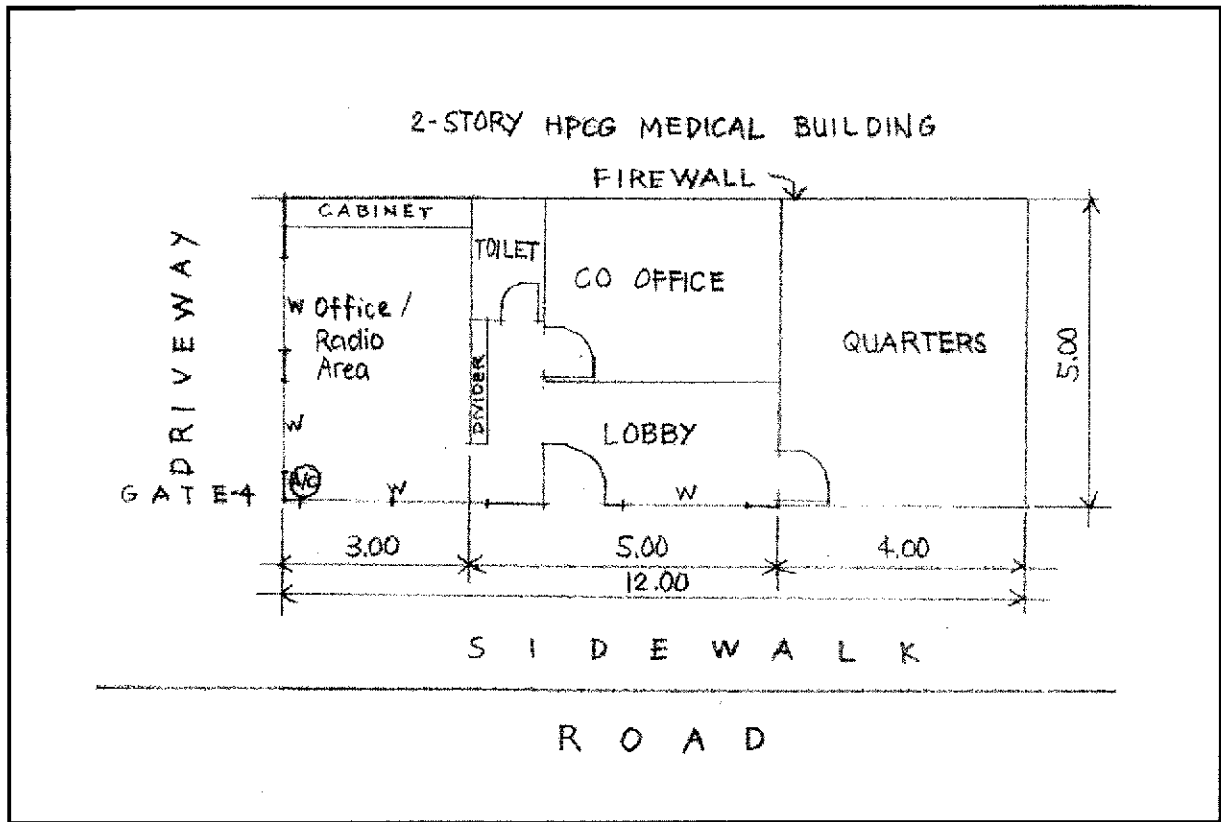 2-STORY HPCG MEDICAL BUILDING
FIREWALL
CABINET
TOILET
CO OFFICE
DRIVEWAY
W Office /
Radio
Area
QUARTERS
5.00
DIVIDER
W
LOBBY
A/C
GATE-4
W
W
3.00
5.00
4.00
12.00
SIDEWALK
ROAD